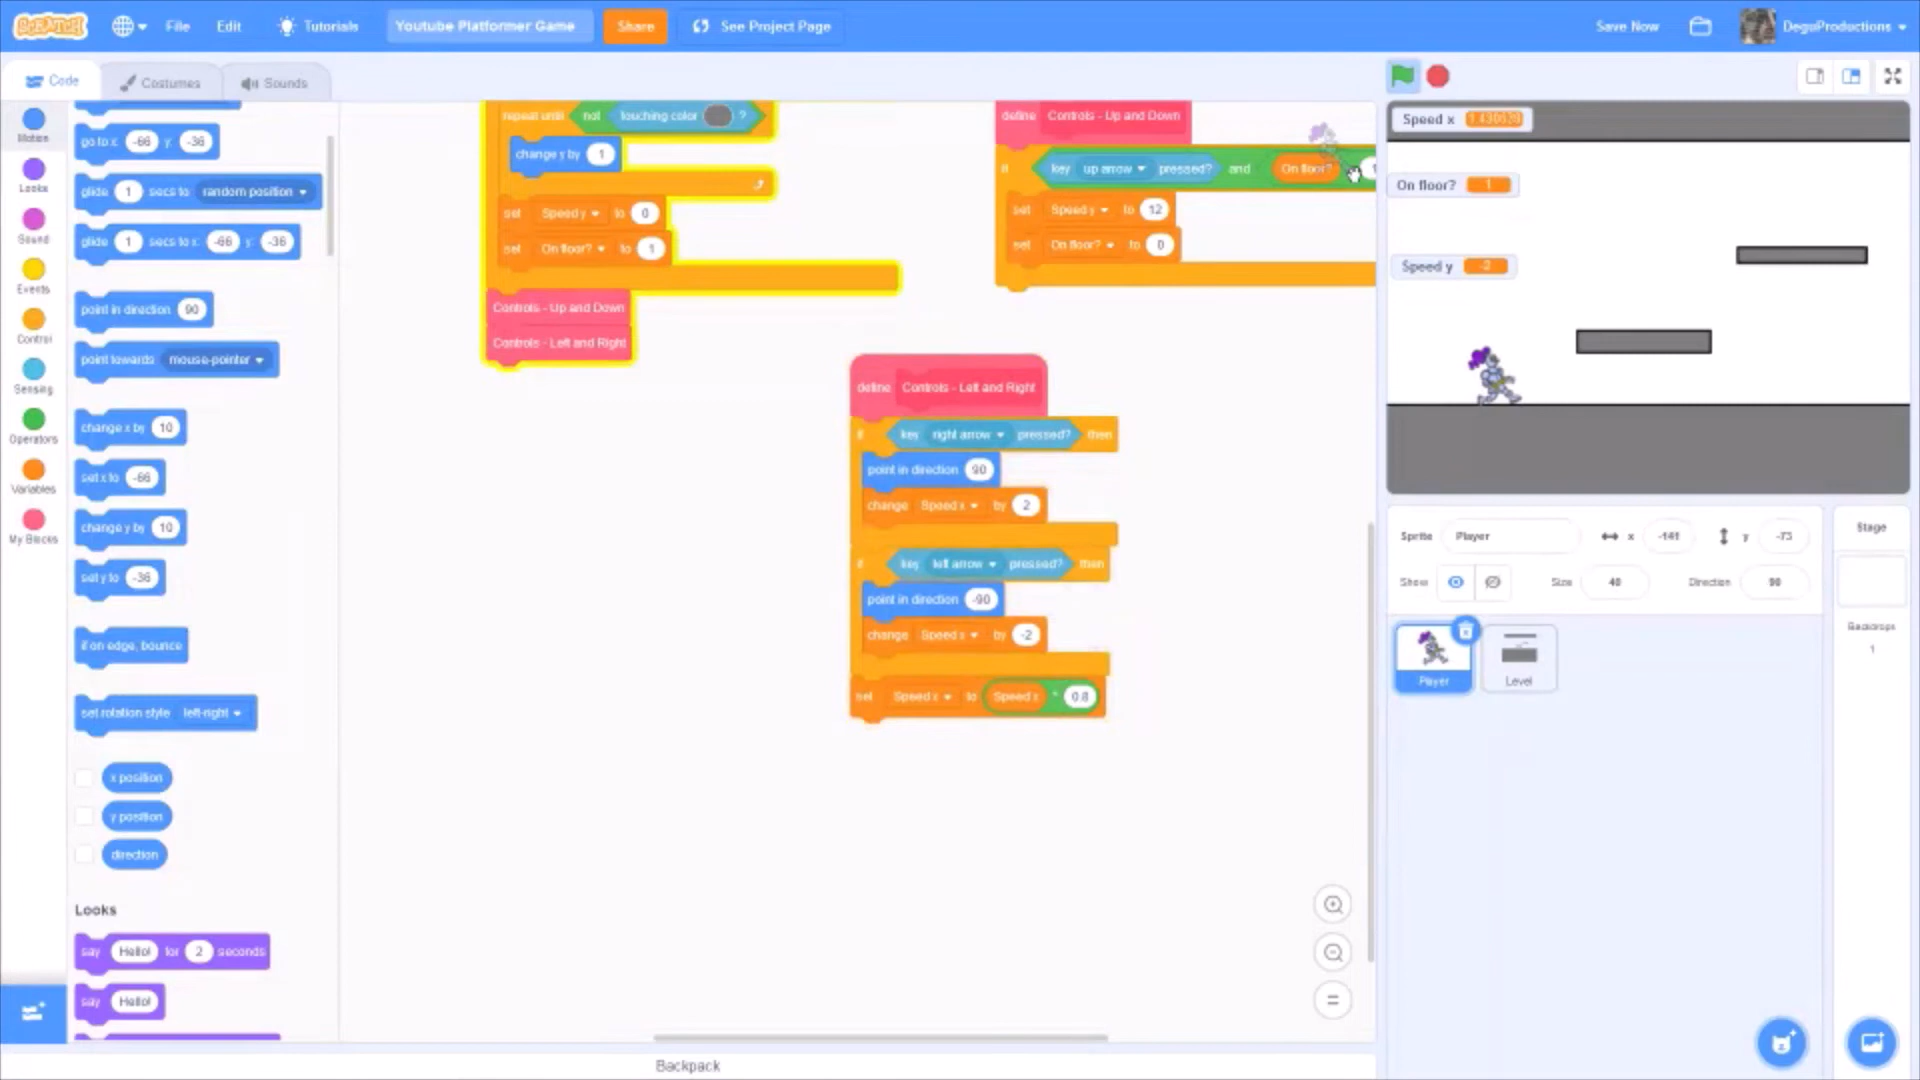 SCRATCH File Edit Tutorials Youtube Platformer Game Share See Project Page Save Now DeguProductions
Code Costumes Sounds
Motion
Looks
Sound
Events
Control
Sensing
Operators
Variables
My Blocks
go to x: -66 y: -36
glide 1 secs to random position
glide 1 secs to x: -66 y: -36
point in direction 90
point towards mouse-pointer
change x by 10
set x to -66
change y by 10
set y to -36
if on edge, bounce
set rotation style left-right
x position
y position
direction
Looks
say Hello! for 2 seconds
say Hello!
repeat until not touching color ?
change y by 1
set Speed y to 0
set On floor? to 1
Controls - Up and Down
Controls - Left and Right
define Controls - Up and Down
if key up arrow pressed? and On floor?
set Speed y to 12
set On floor? to 0
define Controls - Left and Right
if key right arrow pressed? then
point in direction 90
change Speed x by 2
if key left arrow pressed? then
point in direction -90
change Speed x by -2
set Speed x to Speed x * 0.8
Backpack
Speed x
On floor? 1
Speed y -2
Sprite Player x -141 y -73
Show Size 40 Direction 90
Player
Level
Stage
Backdrops
1